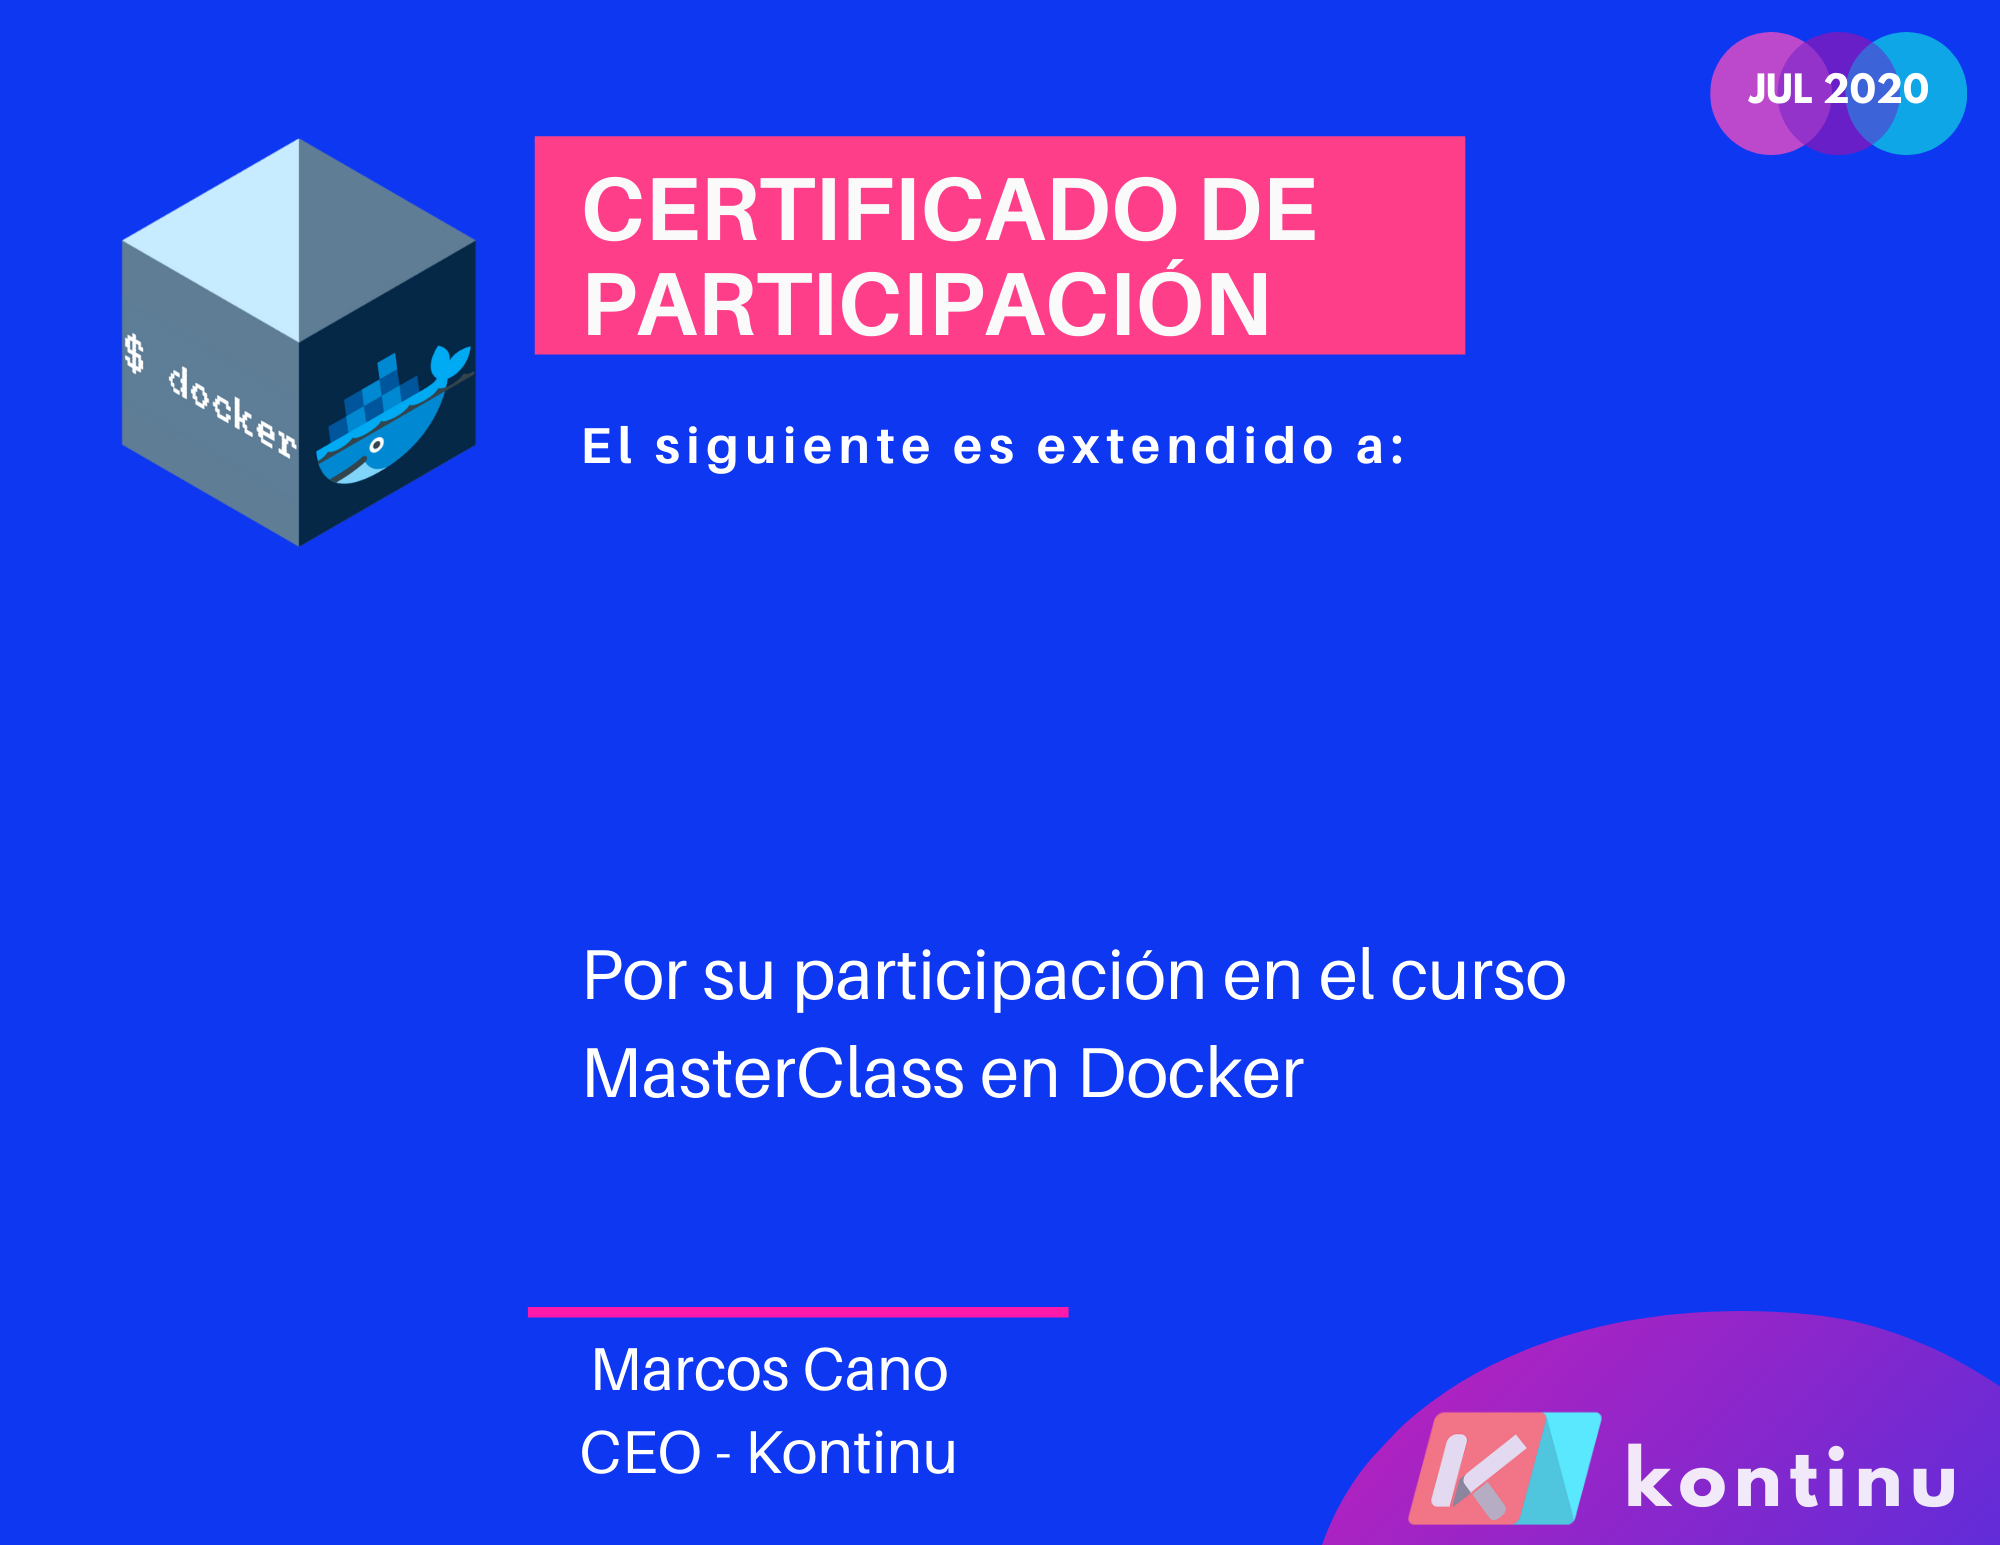 JUL 2020
CERTIFICADO DE
PARTICIPACIÓN
$ docker
El siguiente es extendido a:
Por su participación en el curso
MasterClass en Docker
Marcos Cano
CEO - Kontinu
kontinu